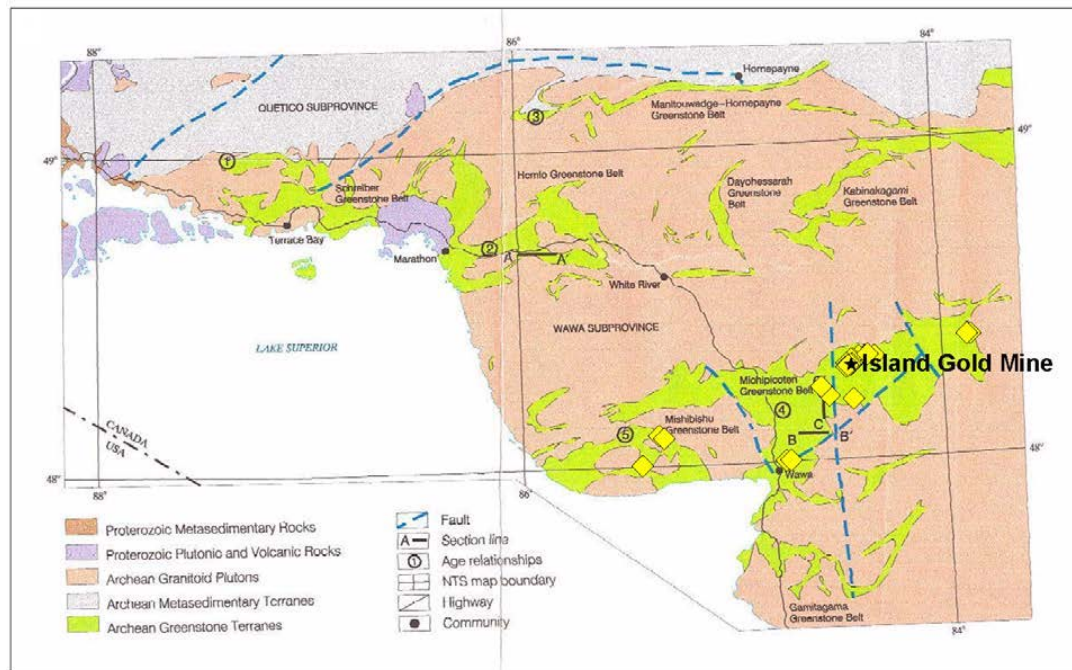 88°
86°
84°
Hornepayne
QUETICO SUBPROVINCE
Manitouwadge-Hornepayne
Greenstone Belt
3
49°
49°
1
Hemlo Greenstone Belt
Dayohessarah
Greenstone
Belt
Kabinakagami
Greenstone Belt
Schreiber
Greenstone Belt
Terrace Bay
2
Marathon
A
A'
White River
WAWA SUBPROVINCE
LAKE SUPERIOR
Island Gold Mine
Michipicoten
Greenstone Belt
4
C
Mishibishu
Greenstone Belt
5
B
B'
CANADA
USA
48°
48°
Wawa
88°
86°
84°
Gamitagama
Greenstone Belt
Proterozoic Metasedimentary Rocks
Proterozoic Plutonic and Volcanic Rocks
Archean Granitoid Plutons
Archean Metasedimentary Terranes
Archean Greenstone Terranes
Fault
A Section line
1 Age relationships
NTS map boundary
Highway
Community